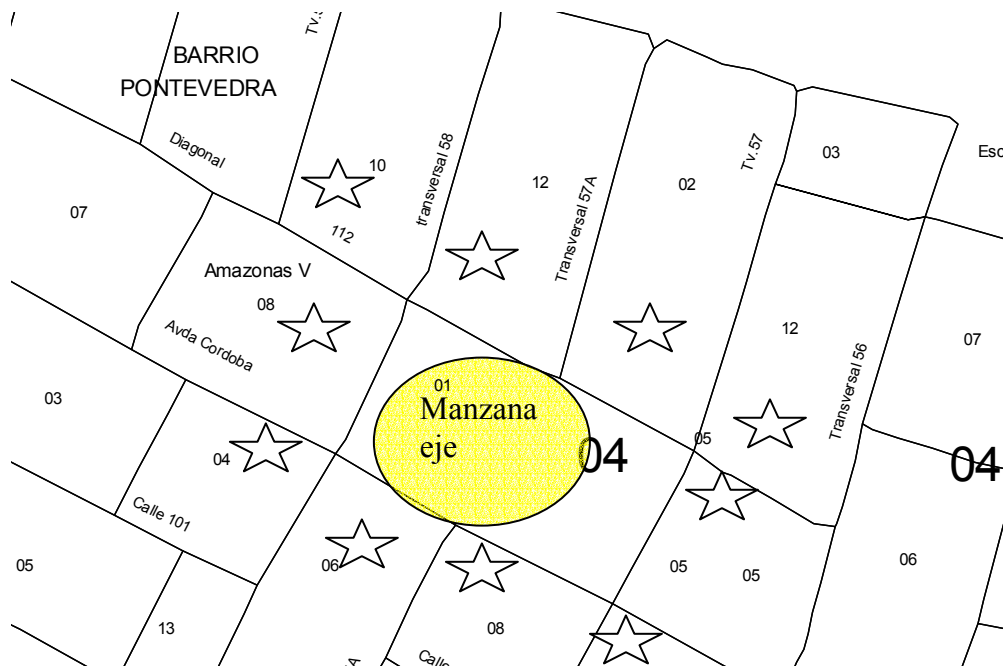 BARRIO
PONTEVEDRA
Diagonal
112
transversal 58
Transversal 57A
Tv.57
Transversal 56
10
12
02
03
07
Amazonas V
08
Avda Cordoba
12
07
01
Manzana
eje
04
05
04
03
04
Calle 101
06
05
05
06
05
13
08